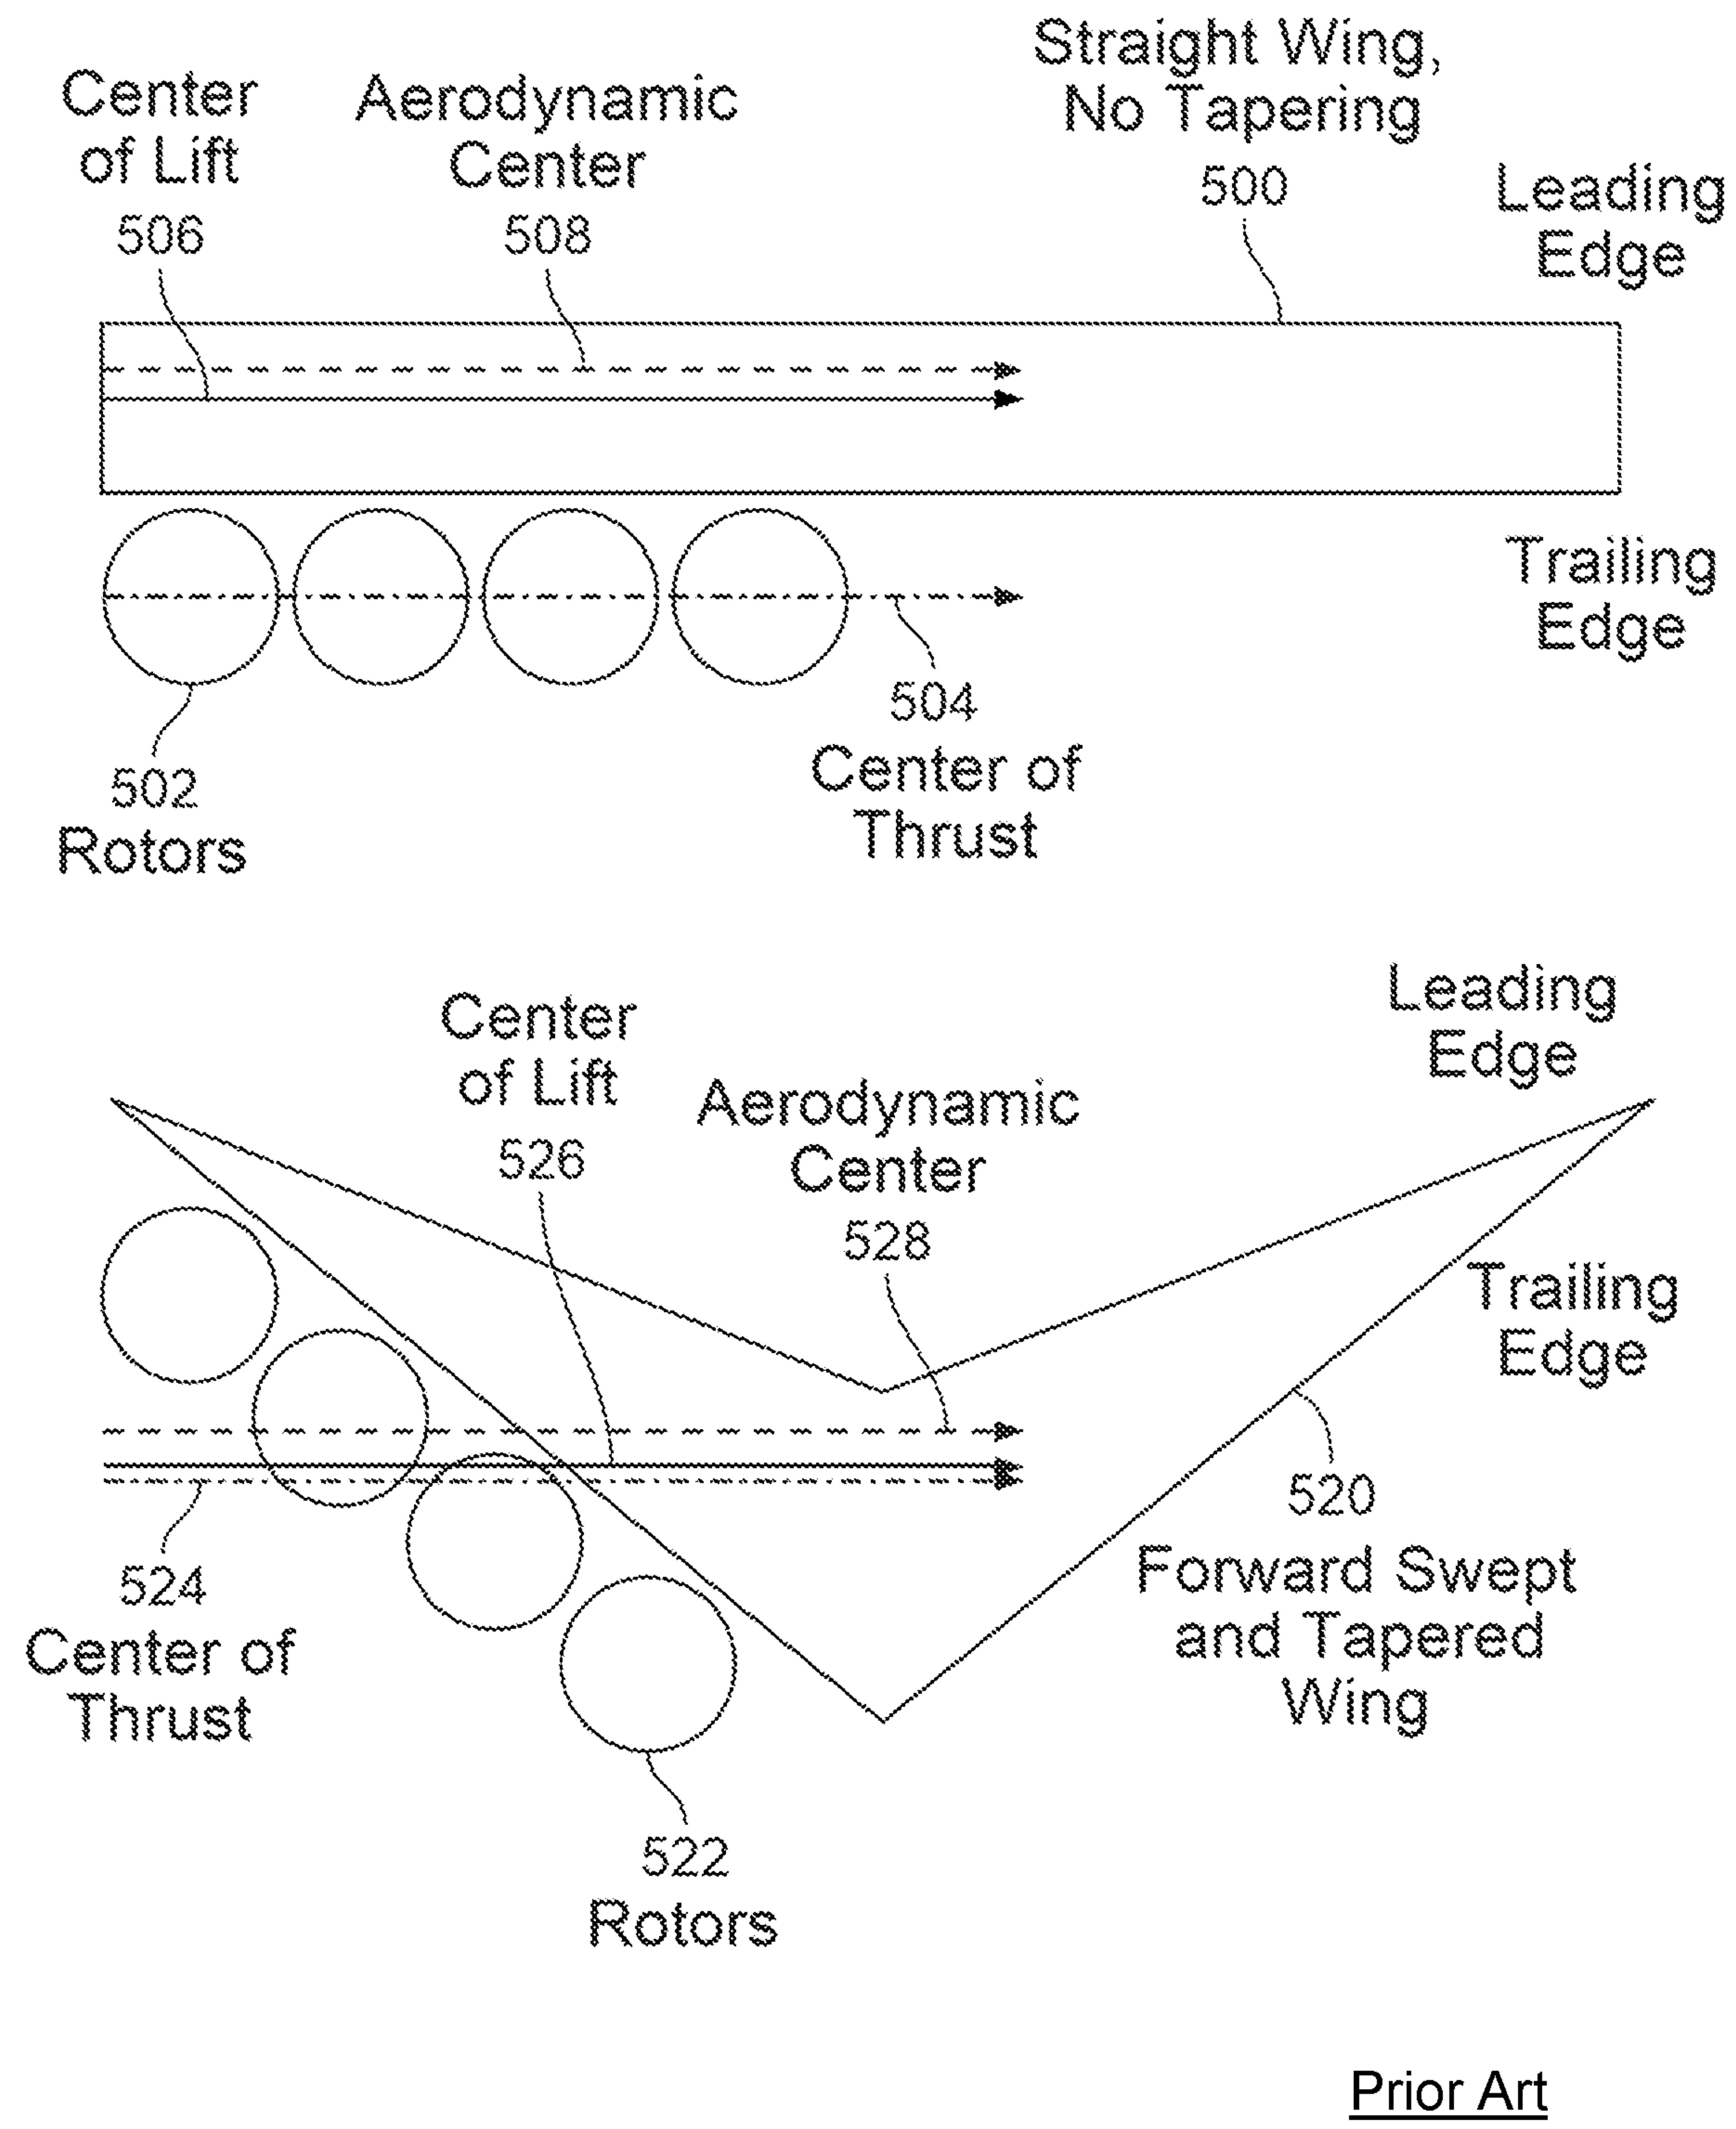 Straight Wing,
No Tapering
500
Center
of Lift
506
Aerodynamic
Center
508
Leading
Edge
Trailing
Edge
504
Center of
Thrust
502
Rotors
Leading
Edge
Center
of Lift
526
Aerodynamic
Center
528
Trailing
Edge
520
Forward Swept
and Tapered
Wing
524
Center of
Thrust
522
Rotors
Prior Art